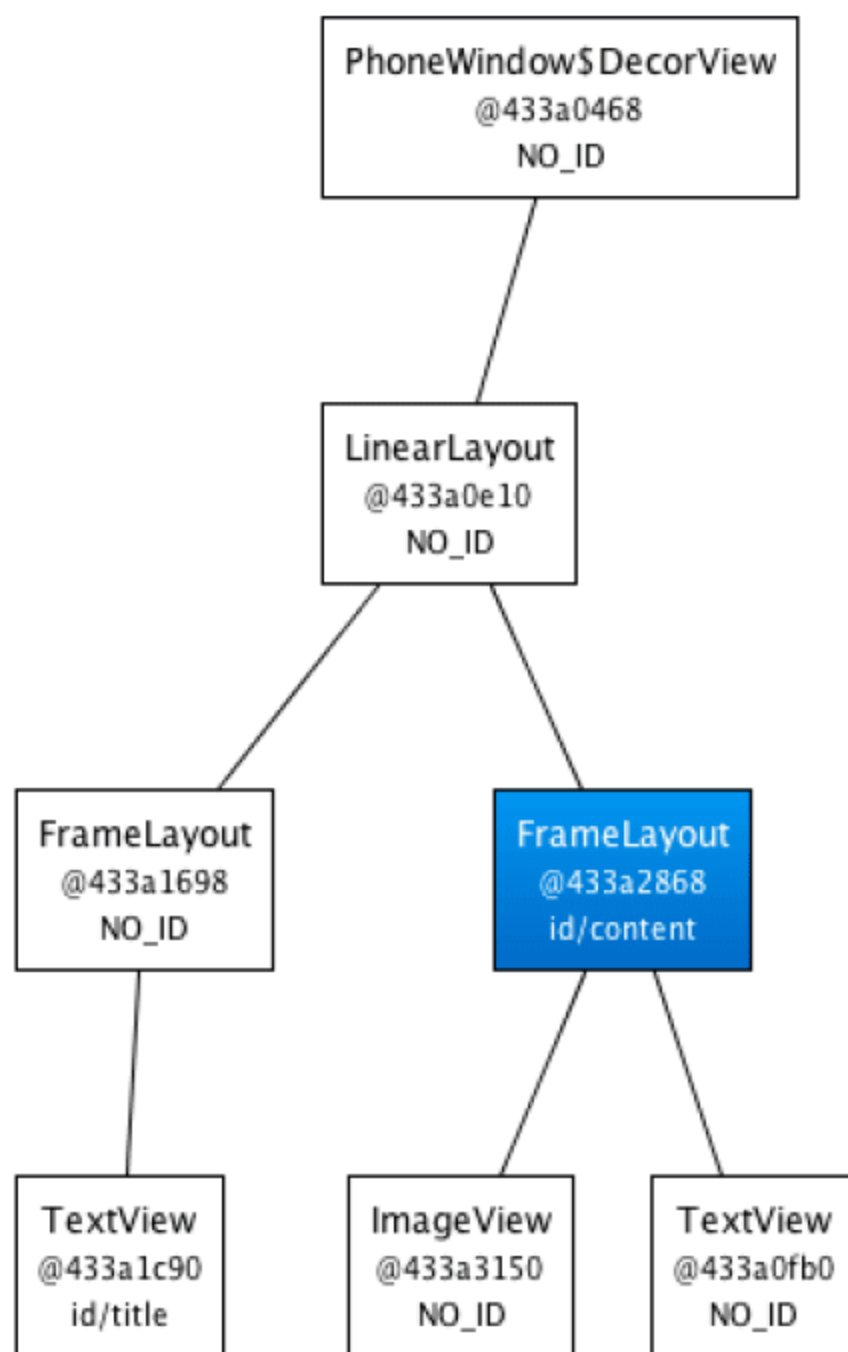 PhoneWindow$DecorView
@433a0468
NO_ID
LinearLayout
@433a0e10
NO_ID
FrameLayout
@433a1698
NO_ID
FrameLayout
@433a2868
id/content
TextView
@433a1c90
id/title
ImageView
@433a3150
NO_ID
TextView
@433a0fb0
NO_ID